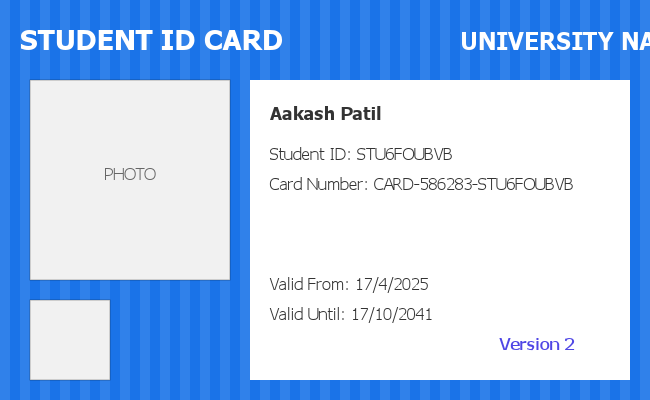 STUDENT ID CARD
UNIVERSITY NA
PHOTO
Aakash Patil
Student ID: STU6FOUBVB
Card Number: CARD-586283-STU6FOUBVB
Valid From: 17/4/2025
Valid Until: 17/10/2041
Version 2